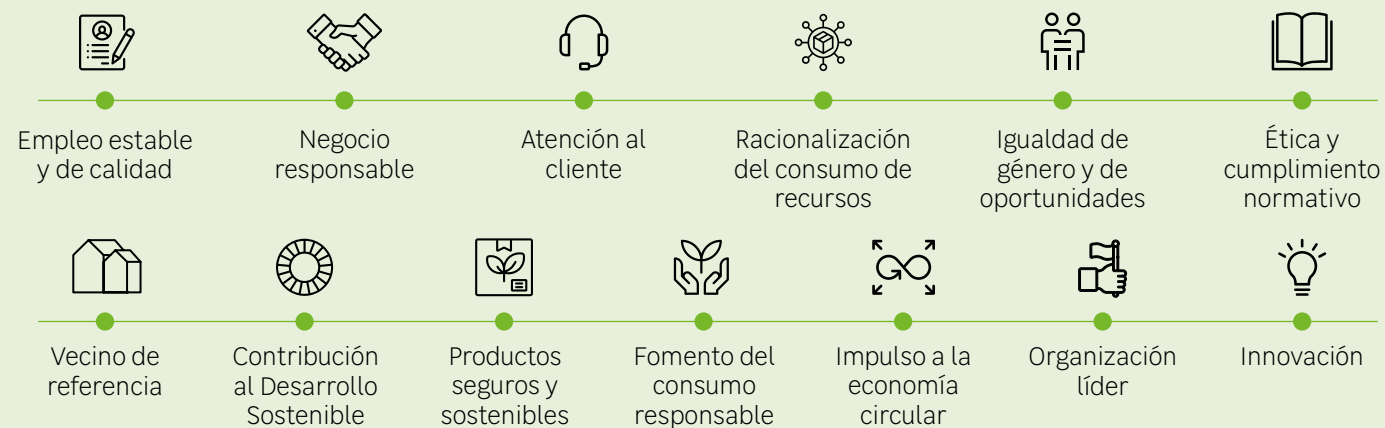 Empleo estable
y de calidad
Negocio
responsable
Atención al
cliente
Racionalización
del consumo de
recursos
Igualdad de
género y de
oportunidades
Ética y
cumplimiento
normativo
Vecino de
referencia
Contribución
al Desarrollo
Sostenible
Productos
seguros y
sostenibles
Fomento del
consumo
responsable
Impulso a la
economía
circular
Organización
líder
Innovación